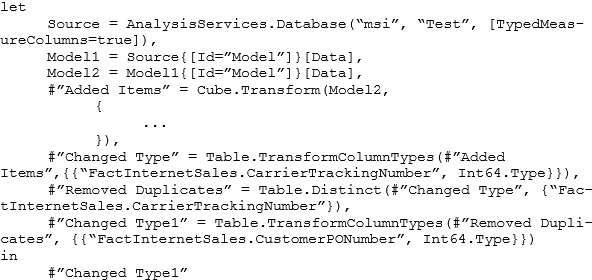 let
Source = AnalysisServices.Database(“msi”, “Test”, [TypedMeas-
ureColumns=true]),
Model1 = Source{[Id=”Model”]}[Data],
Model2 = Model1{[Id=”Model”]}[Data],
#”Added Items” = Cube.Transform(Model2,
{
...
}),
#”Changed Type” = Table.TransformColumnTypes(#”Added
Items”,{{“FactInternetSales.CarrierTrackingNumber”, Int64.Type}}),
#”Removed Duplicates” = Table.Distinct(#”Changed Type”, {“Fac-
tInternetSales.CarrierTrackingNumber”}),
#”Changed Type1” = Table.TransformColumnTypes(#”Removed Dupli-
cates”, {{“FactInternetSales.CustomerPONumber”, Int64.Type}})
in
#”Changed Type1”